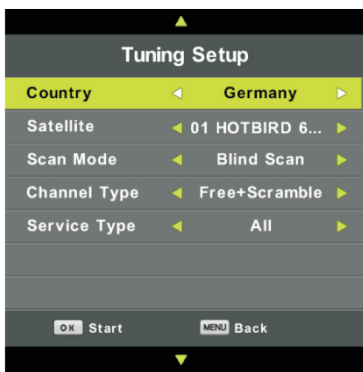 Tuning Setup
Country Germany
Satellite 01 HOTBIRD 6...
Scan Mode Blind Scan
Channel Type Free+Scramble
Service Type All
OK Start MENU Back